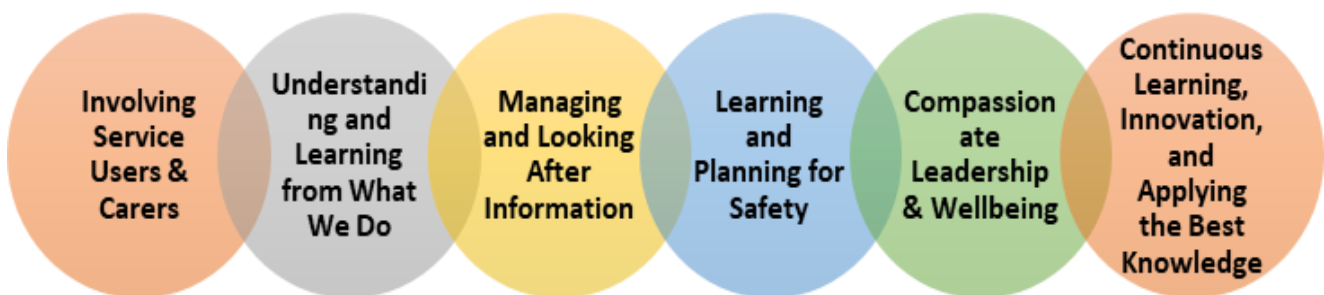 Involving
Service
Users &
Carers
Understandi
ng and
Learning
from What
We Do
Managing
and Looking
After
Information
Learning
and
Planning for
Safety
Compassion
ate
Leadership
& Wellbeing
Continuous
Learning,
Innovation,
and
Applying
the Best
Knowledge